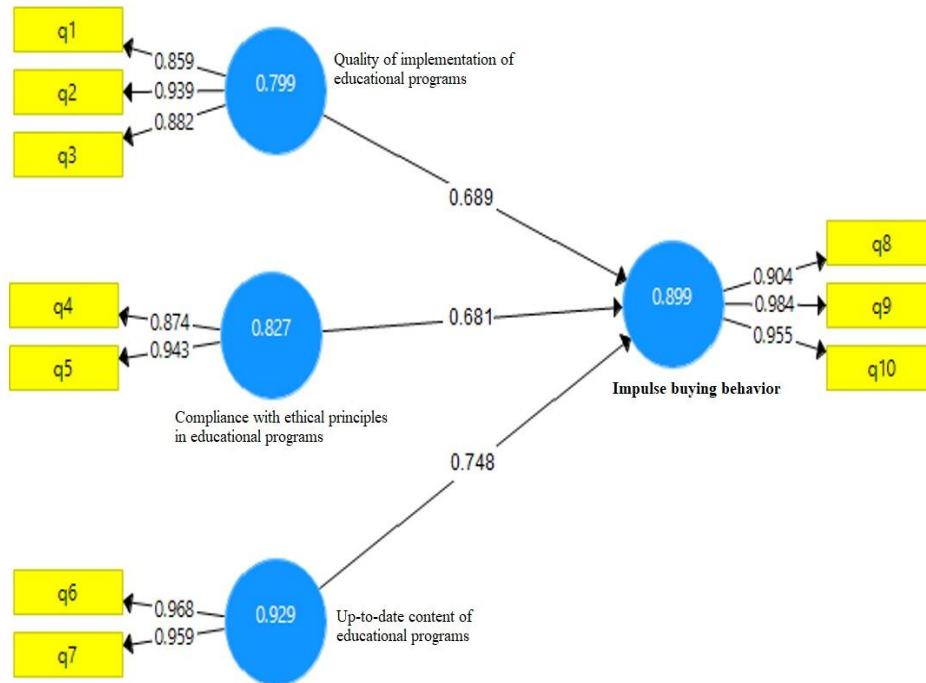 q1
0.859
q2
0.939
0.882
q3
0.799
Quality of implementation of
educational programs
0.689
q4
0.874
q5
0.943
0.827
Compliance with ethical principles
in educational programs
0.681
0.899
Impulse buying behavior
q8
0.904
q9
0.984
0.955
q10
0.748
q6
0.968
q7
0.959
0.929
Up-to-date content of
educational programs